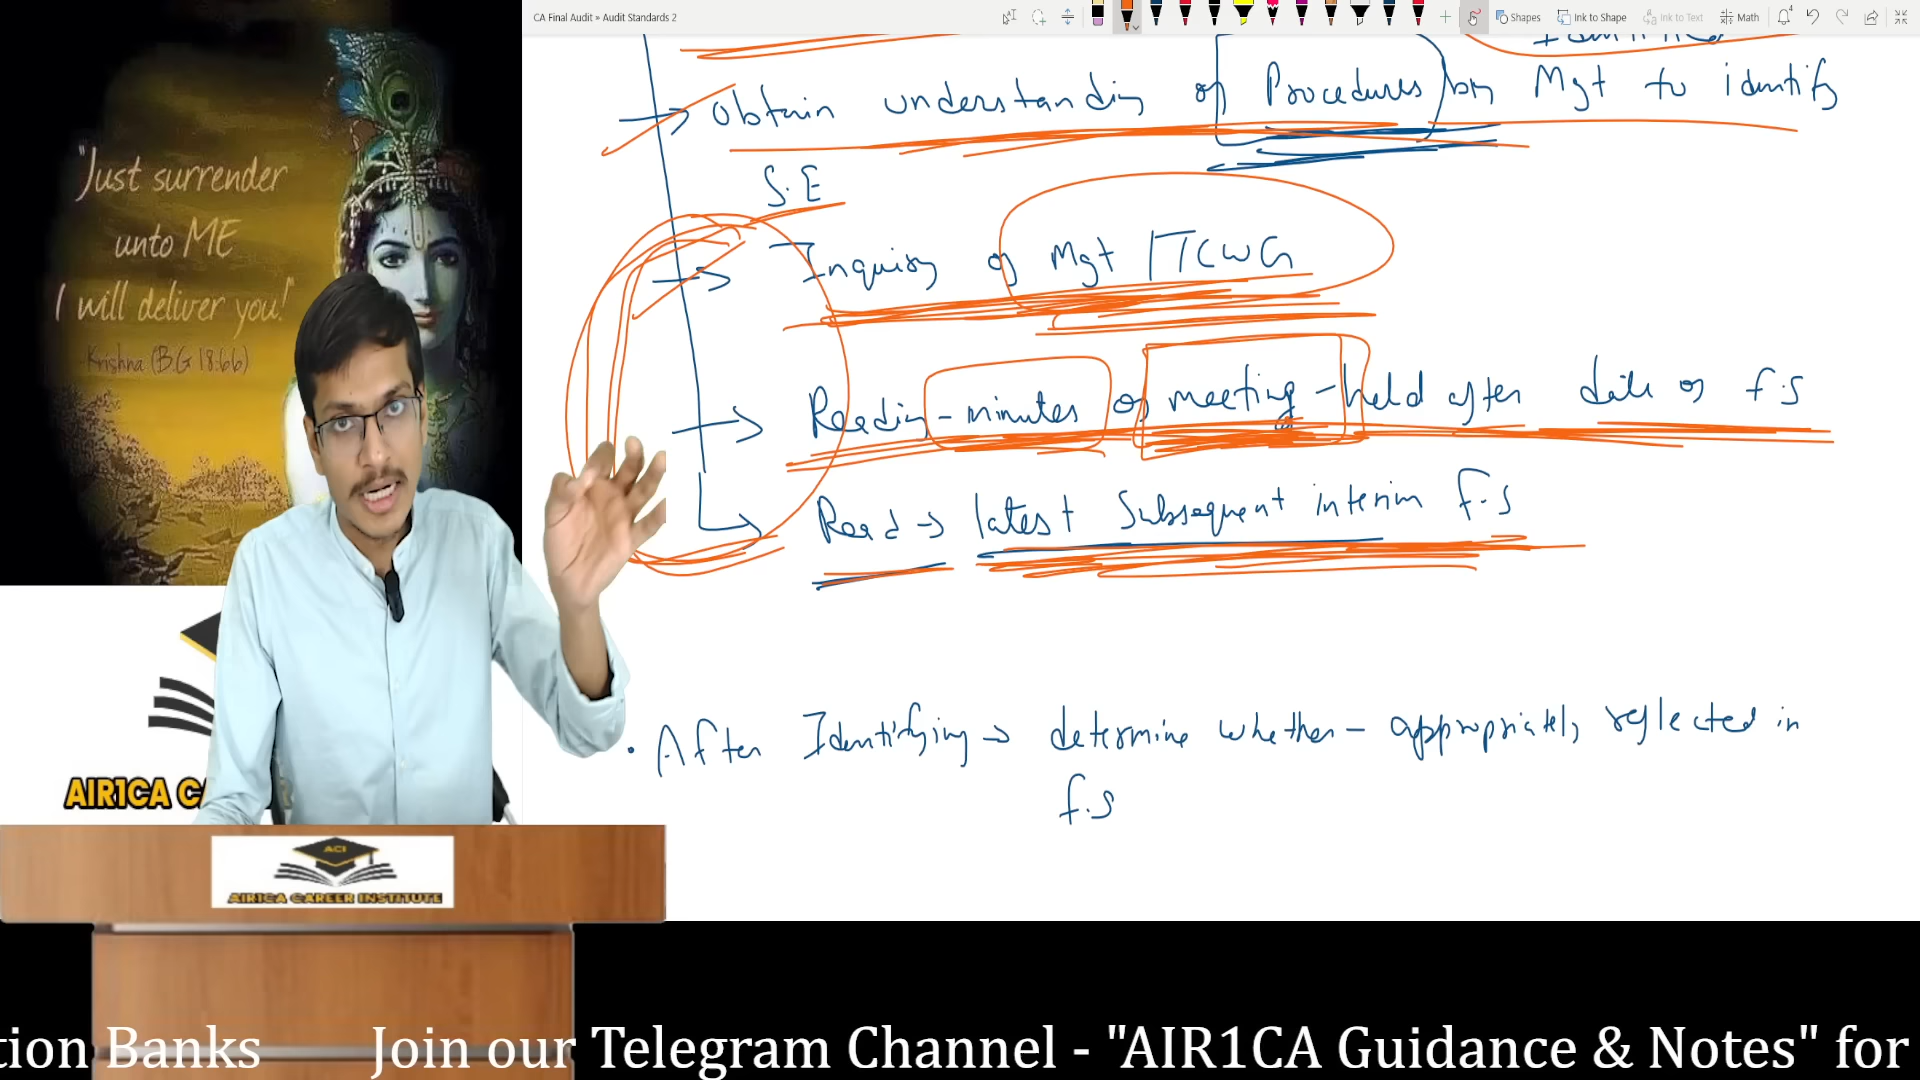 CA Final Audit » Audit Standards 2
Shapes
Ink to Shape
Ink to Text
Math
"Just surrender
unto ME
I will deliver you!"
Krishna (B.G 18:66)
Identified
→ Obtain understanding of Procedures by Mgt to identify
S.E
→ Inquiry of Mgt / TCWG
→ Reading - minutes of meeting - held after date of f.s
Read → latest Subsequent interim f.s
• After Identifying → determine whether - appropriately reflected in
f.s
AIR1CA CA
ACI
AIR1CA CAREER INSTITUTE
tion Banks Join our Telegram Channel - "AIR1CA Guidance & Notes" for